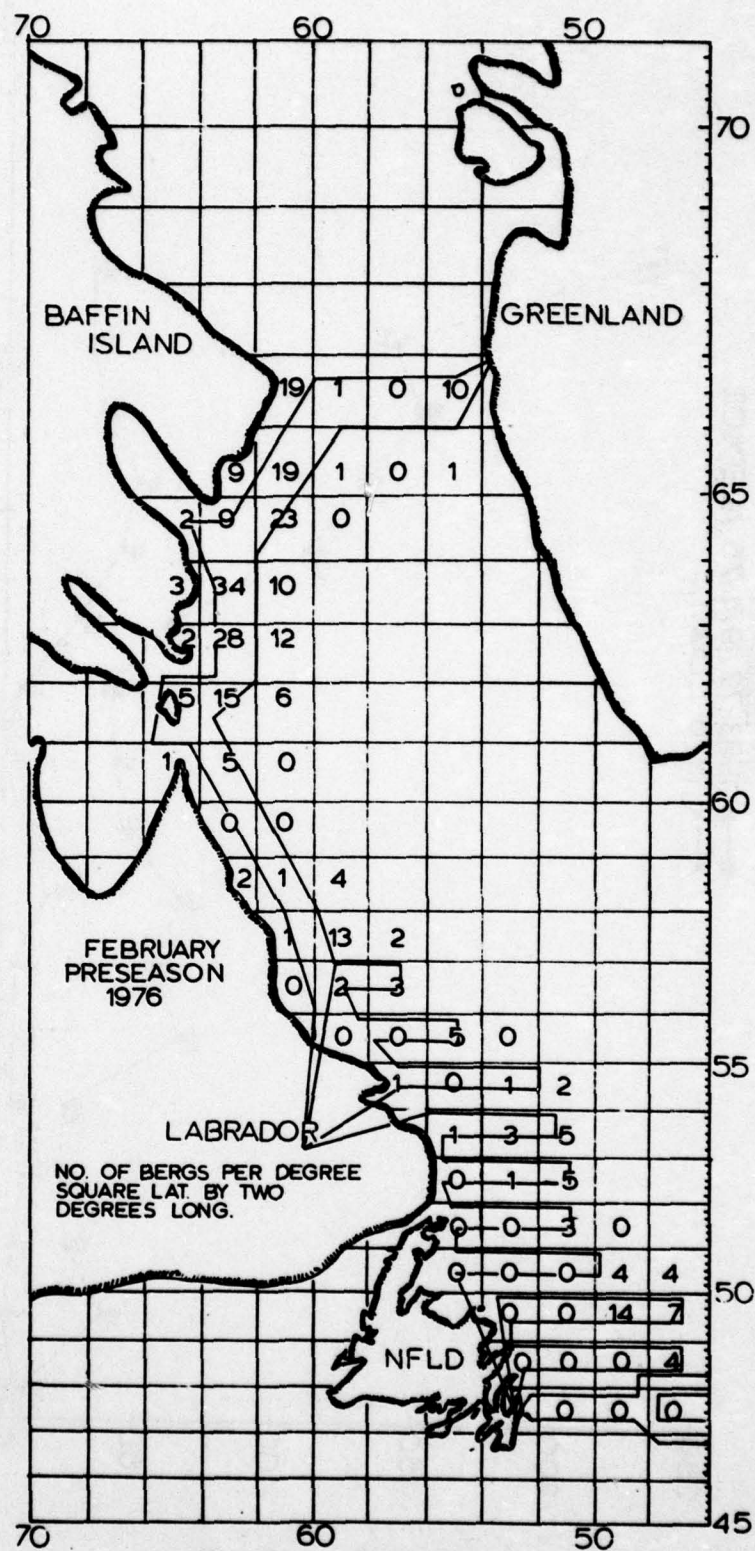 70 60 50
70
BAFFIN
ISLAND
GREENLAND
19 1 0 10
9 19 1 0 1
65
2 9 23 0
3 34 10
2 28 12
5 15 6
1 5 0
60
0 0
2 1 4
1 13 2
FEBRUARY
PRESEASON
1976
0 2 3
0 0 5 0
55
1 0 1 2
LABRADOR
1 3 5
NO. OF BERGS PER DEGREE
SQUARE LAT. BY TWO
DEGREES LONG.
0 1 5
0 0 3 0
0 0 0 4 4
50
0 0 14 7
NFLD
0 0 0 4
0 0 0
45
70 60 50